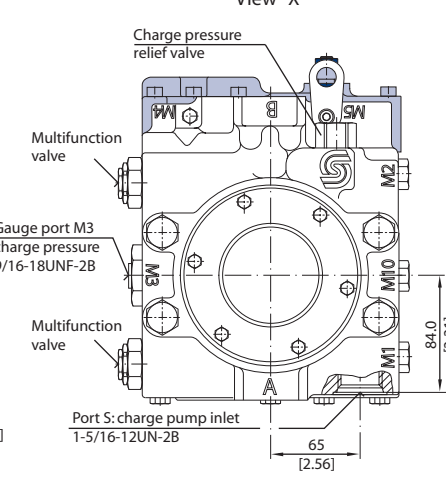 View "X"
Charge pressure
relief valve
M4
B
M5
Multifunction
valve
M2
Gauge port M3
charge pressure
9/16-18UNF-2B
M3
M10
Multifunction
valve
M1
84.0
A
Port S: charge pump inlet
1-5/16-12UN-2B
65
[2.56]